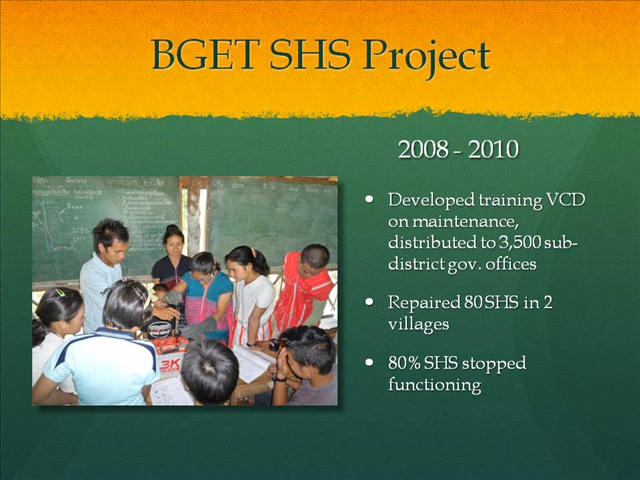 BGET SHS Project
2008 - 2010
• Developed training VCD
on maintenance,
distributed to 3,500 sub-
district gov. offices
• Repaired 80 SHS in 2
villages
• 80% SHS stopped
functioning
3K